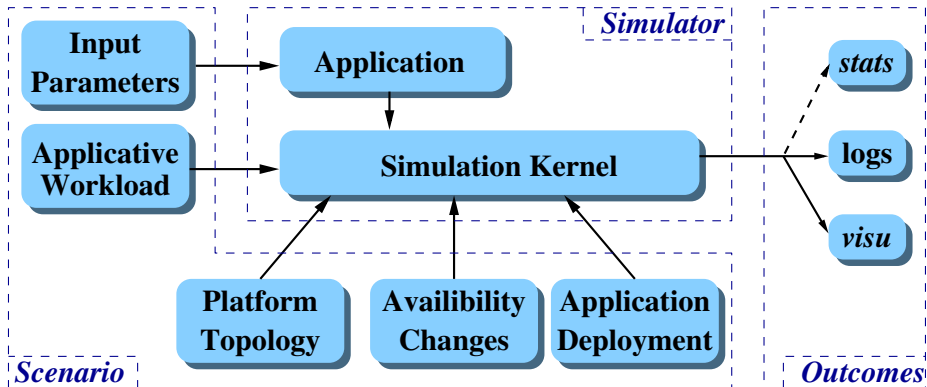 Simulator
Input
Parameters
Application
stats
Applicative
Workload
Simulation Kernel
logs
visu
Platform
Topology
Availibility
Changes
Application
Deployment
Scenario
Outcomes